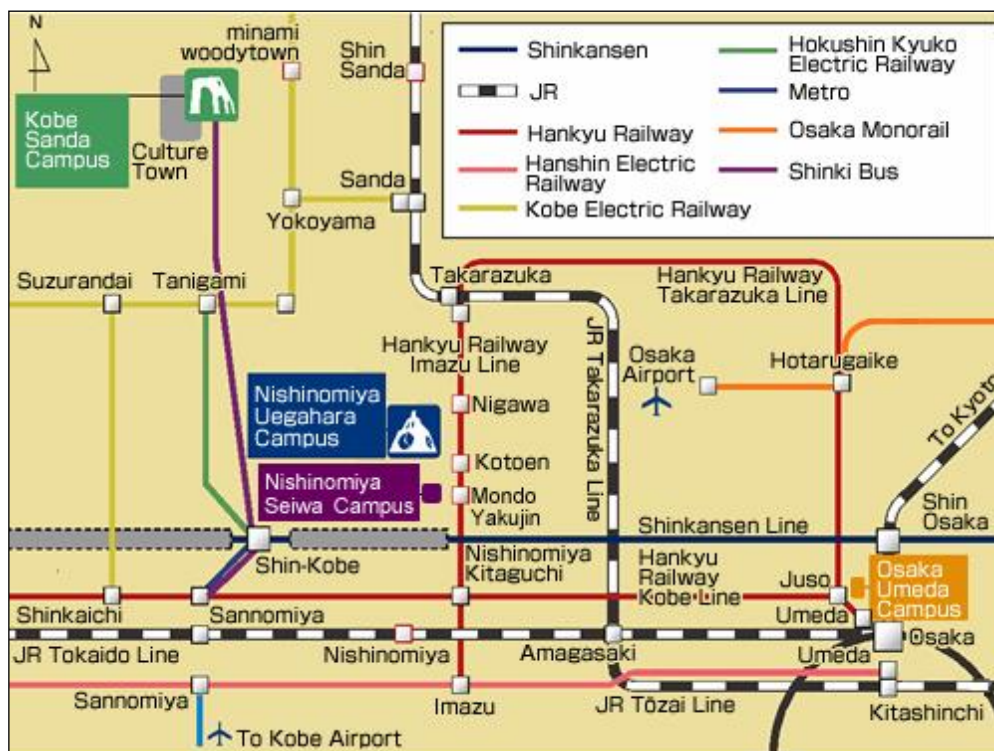 N
minami
woodytown
Shin
Sanda
Kobe
Sanda
Campus
Culture
Town
Sanda
Yokoyama
Shinkansen
JR
Hankyu Railway
Hanshin Electric
Railway
Kobe Electric Railway
Hokushin Kyuko
Electric Railway
Metro
Osaka Monorail
Shinki Bus
Suzurandai
Tanigami
Takarazuka
Hankyu Railway
Takarazuka Line
Hankyu Railway
Imazu Line
JR Takarazuka Line
Osaka
Airport
Hotarugaike
Nishinomiya
Uegahara
Campus
Nigawa
To Kyoto
Kotoen
Nishinomiya
Seiwa Campus
Mondo
Yakujin
Shin
Osaka
Shinkansen Line
Shin-Kobe
Nishinomiya
Kitaguchi
Hankyu
Railway
Kobe Line
Juso
Osaka
Umeda
Campus
Shinkaichi
Sannomiya
Umeda
Osaka
JR Tokaido Line
Nishinomiya
Amagasaki
Umeda
Sannomiya
Imazu
JR Tōzai Line
Kitashinchi
To Kobe Airport